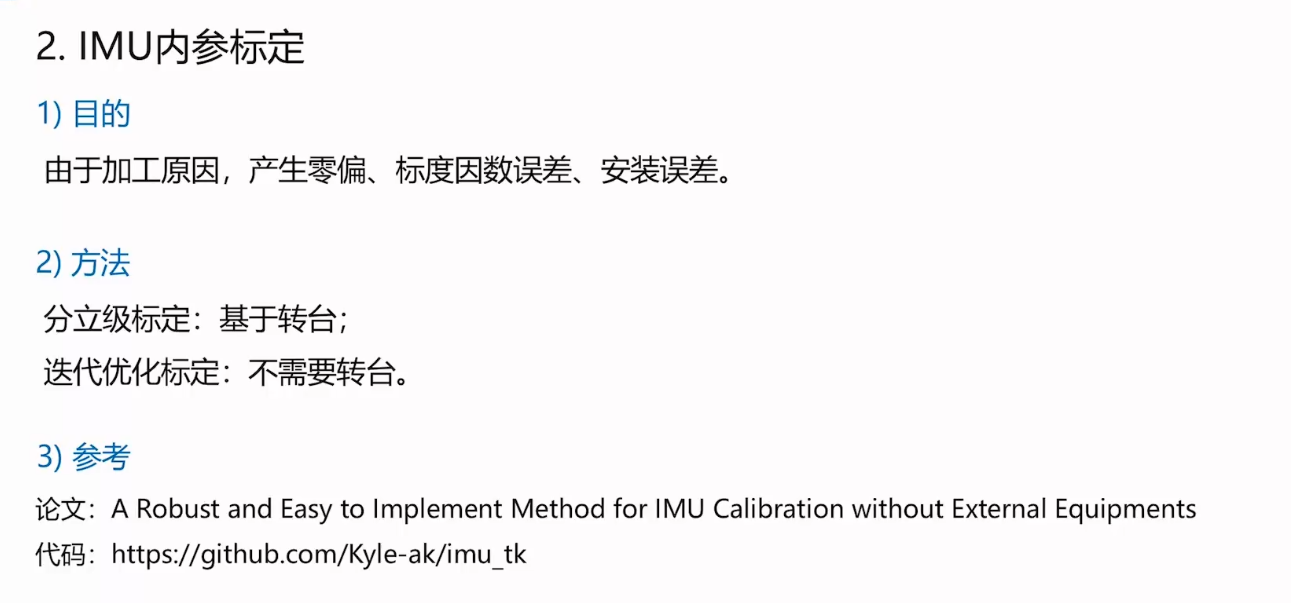 2. IMU内参标定
1) 目的
由于加工原因，产生零偏、标度因数误差、安装误差。
2) 方法
分立级标定：基于转台；
迭代优化标定：不需要转台。
3) 参考
论文：A Robust and Easy to Implement Method for IMU Calibration without External Equipments
代码：https://github.com/Kyle-ak/imu_tk